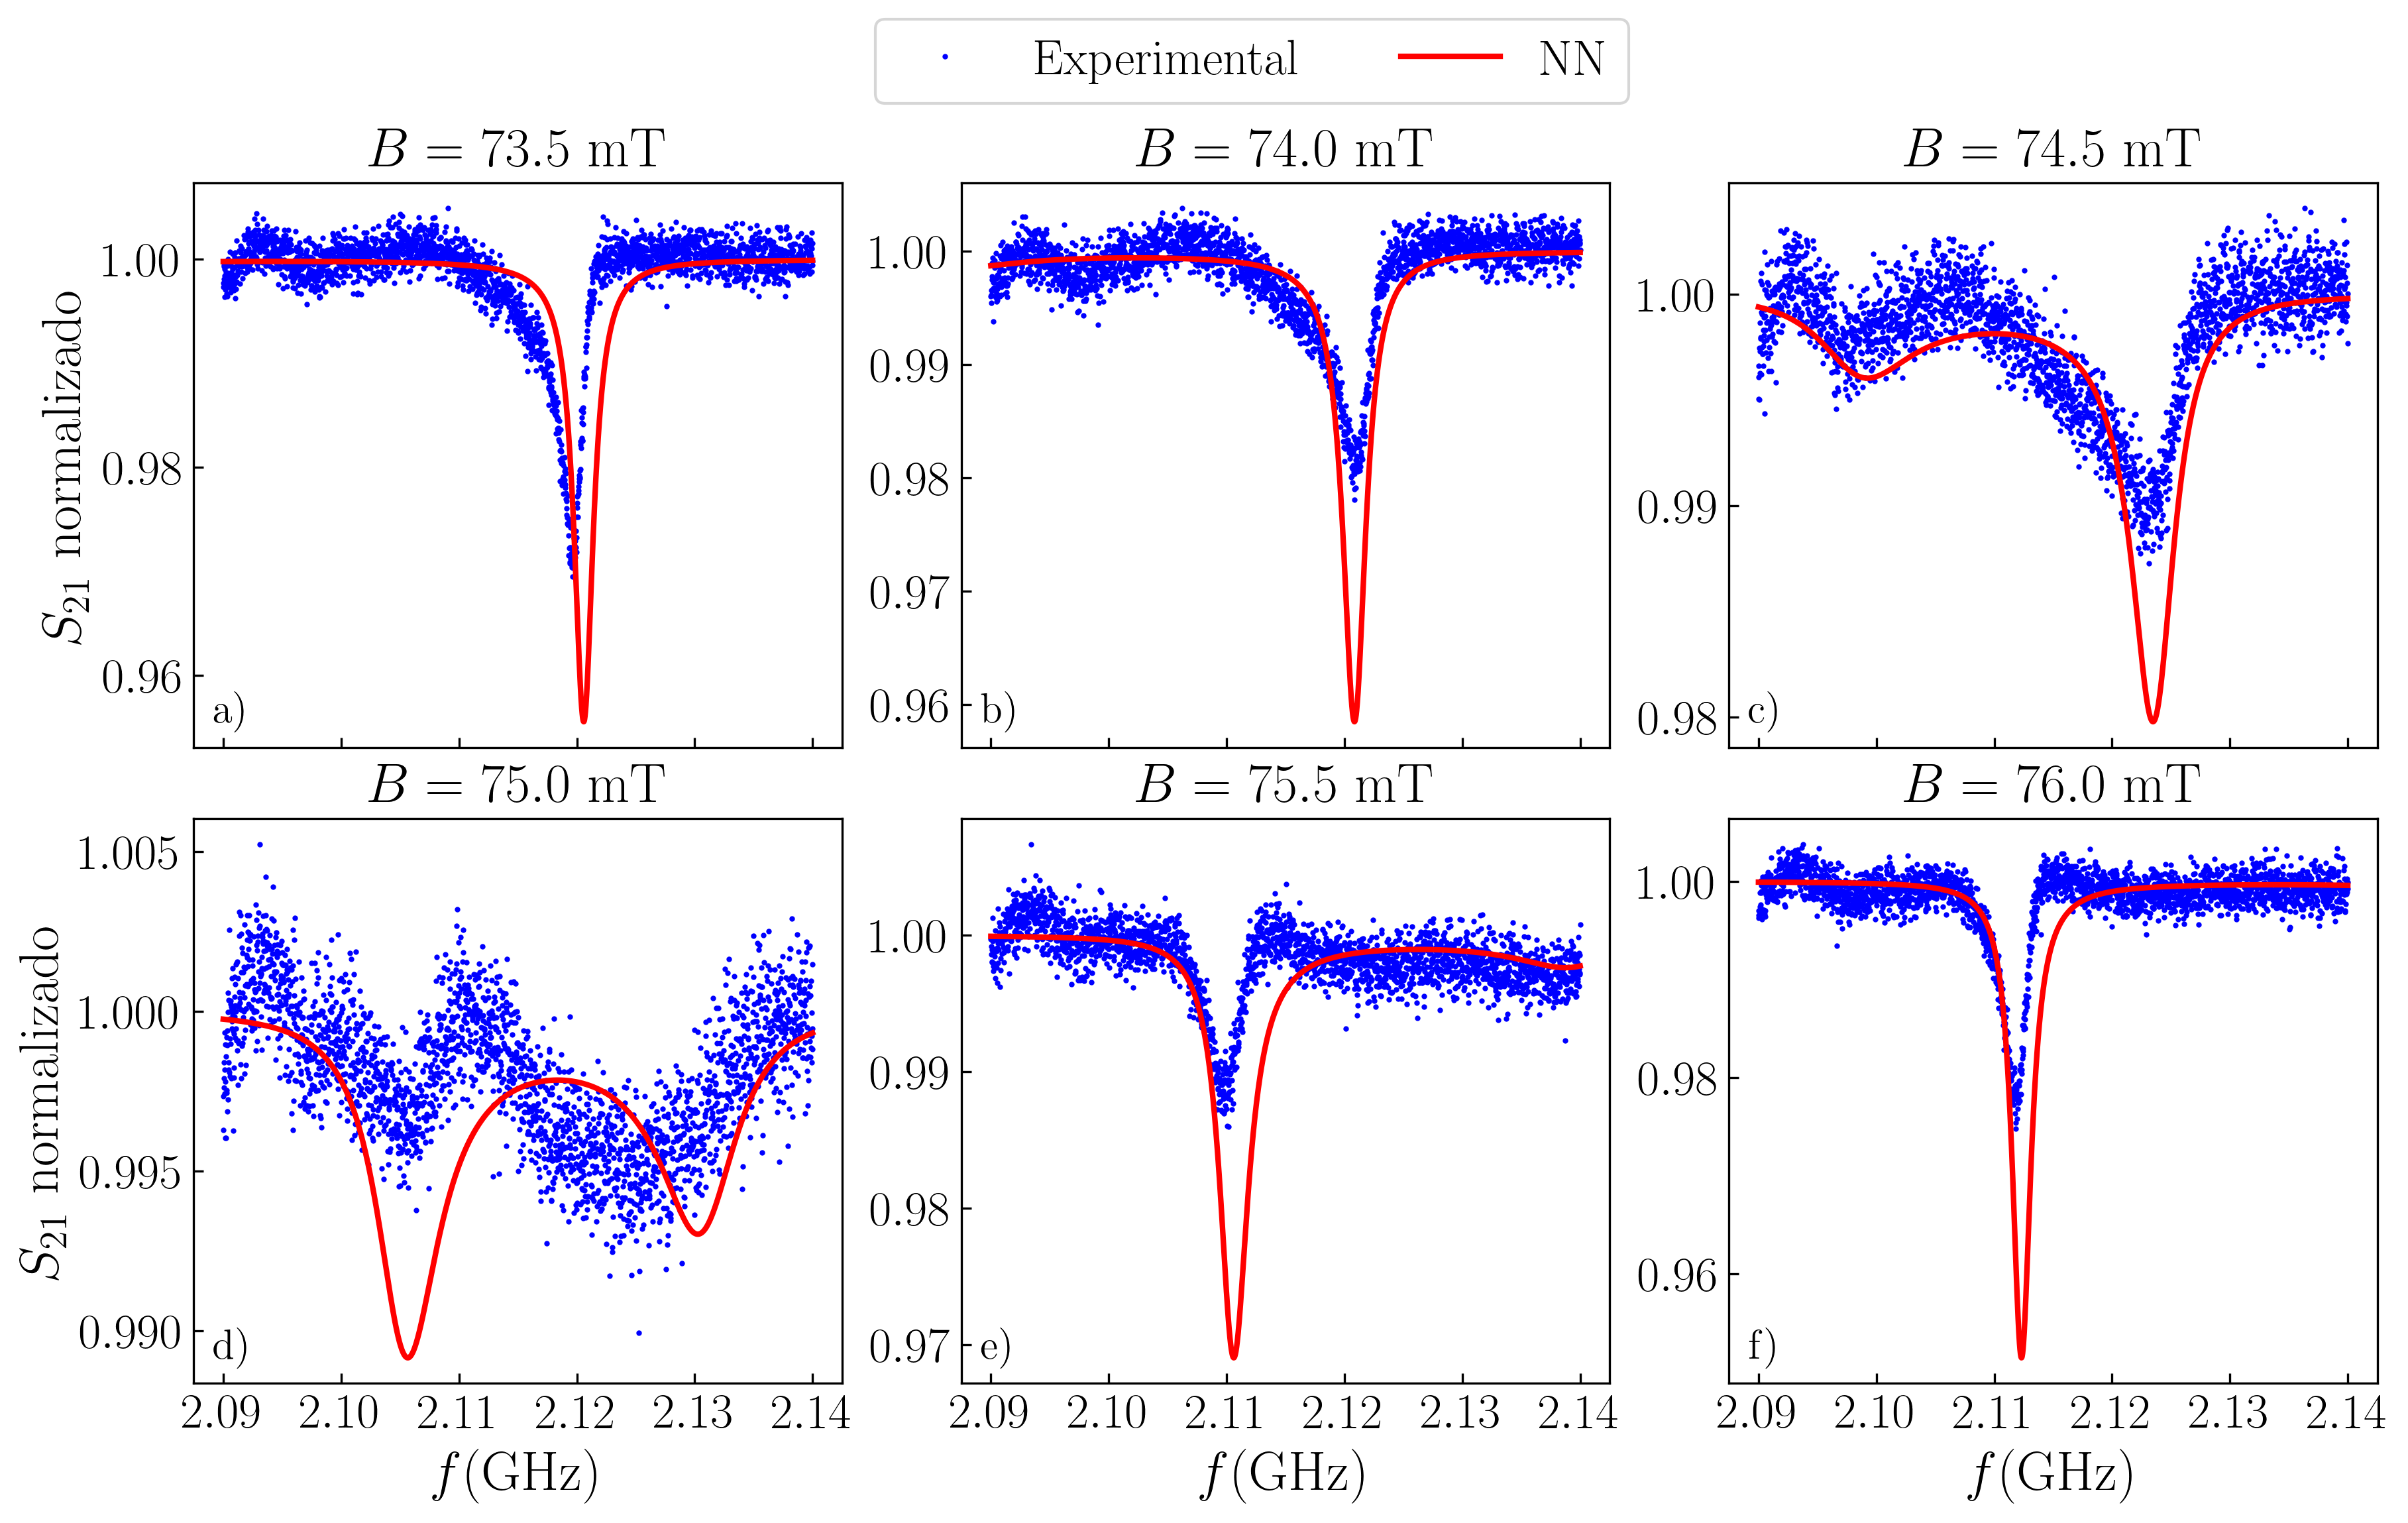 Experimental NN
B = 73.5 mT B = 74.0 mT B = 74.5 mT
S21 normalizado
1.00
0.98
0.96
a)
1.00
0.99
0.98
0.97
0.96
b)
1.00
0.99
0.98
c)
B = 75.0 mT B = 75.5 mT B = 76.0 mT
S21 normalizado
1.005
1.000
0.995
0.990
d)
1.00
0.99
0.98
0.97
e)
1.00
0.98
0.96
f)
2.09 2.10 2.11 2.12 2.13 2.14
2.09 2.10 2.11 2.12 2.13 2.14
2.09 2.10 2.11 2.12 2.13 2.14
f(GHz) f(GHz) f(GHz)